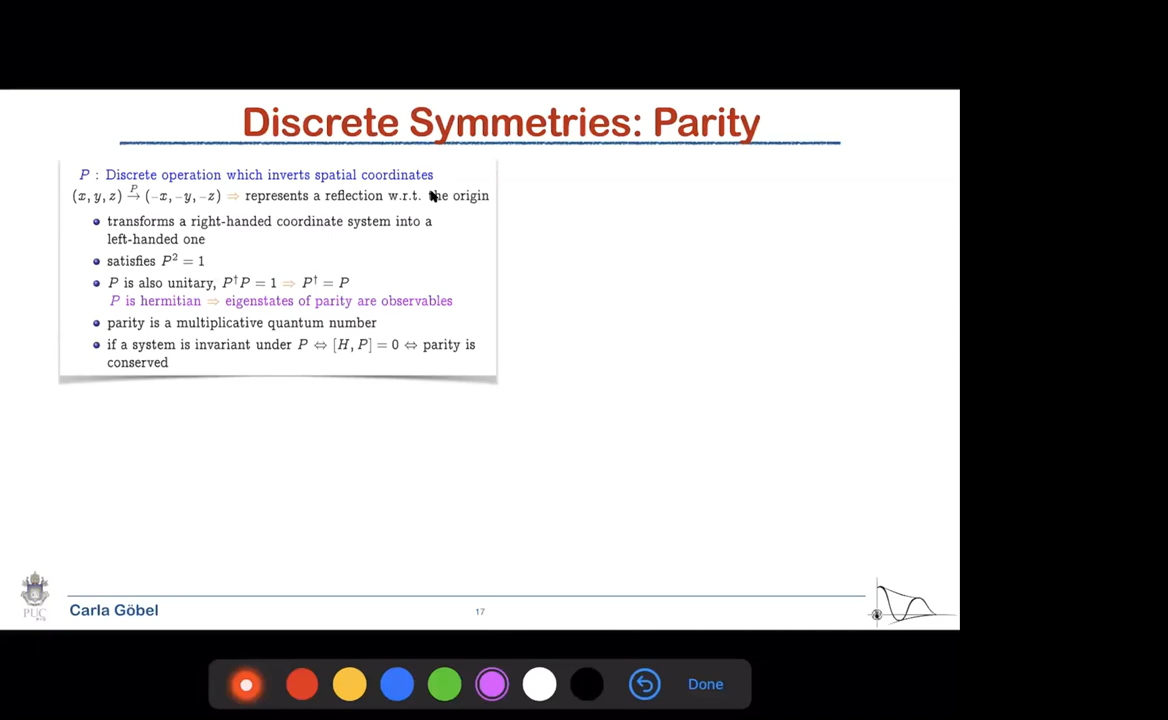 Discrete Symmetries: Parity
P : Discrete operation which inverts spatial coordinates
(x, y, z) →^P (−x, −y, −z) ⇒ represents a reflection w.r.t. the origin
• transforms a right-handed coordinate system into a
left-handed one
• satisfies P² = 1
• P is also unitary, P†P = 1 ⇒ P† = P
P is hermitian ⇒ eigenstates of parity are observables
• parity is a multiplicative quantum number
• if a system is invariant under P ⇔ [H, P] = 0 ⇔ parity is
conserved
PUC
Carla Göbel
17
Done